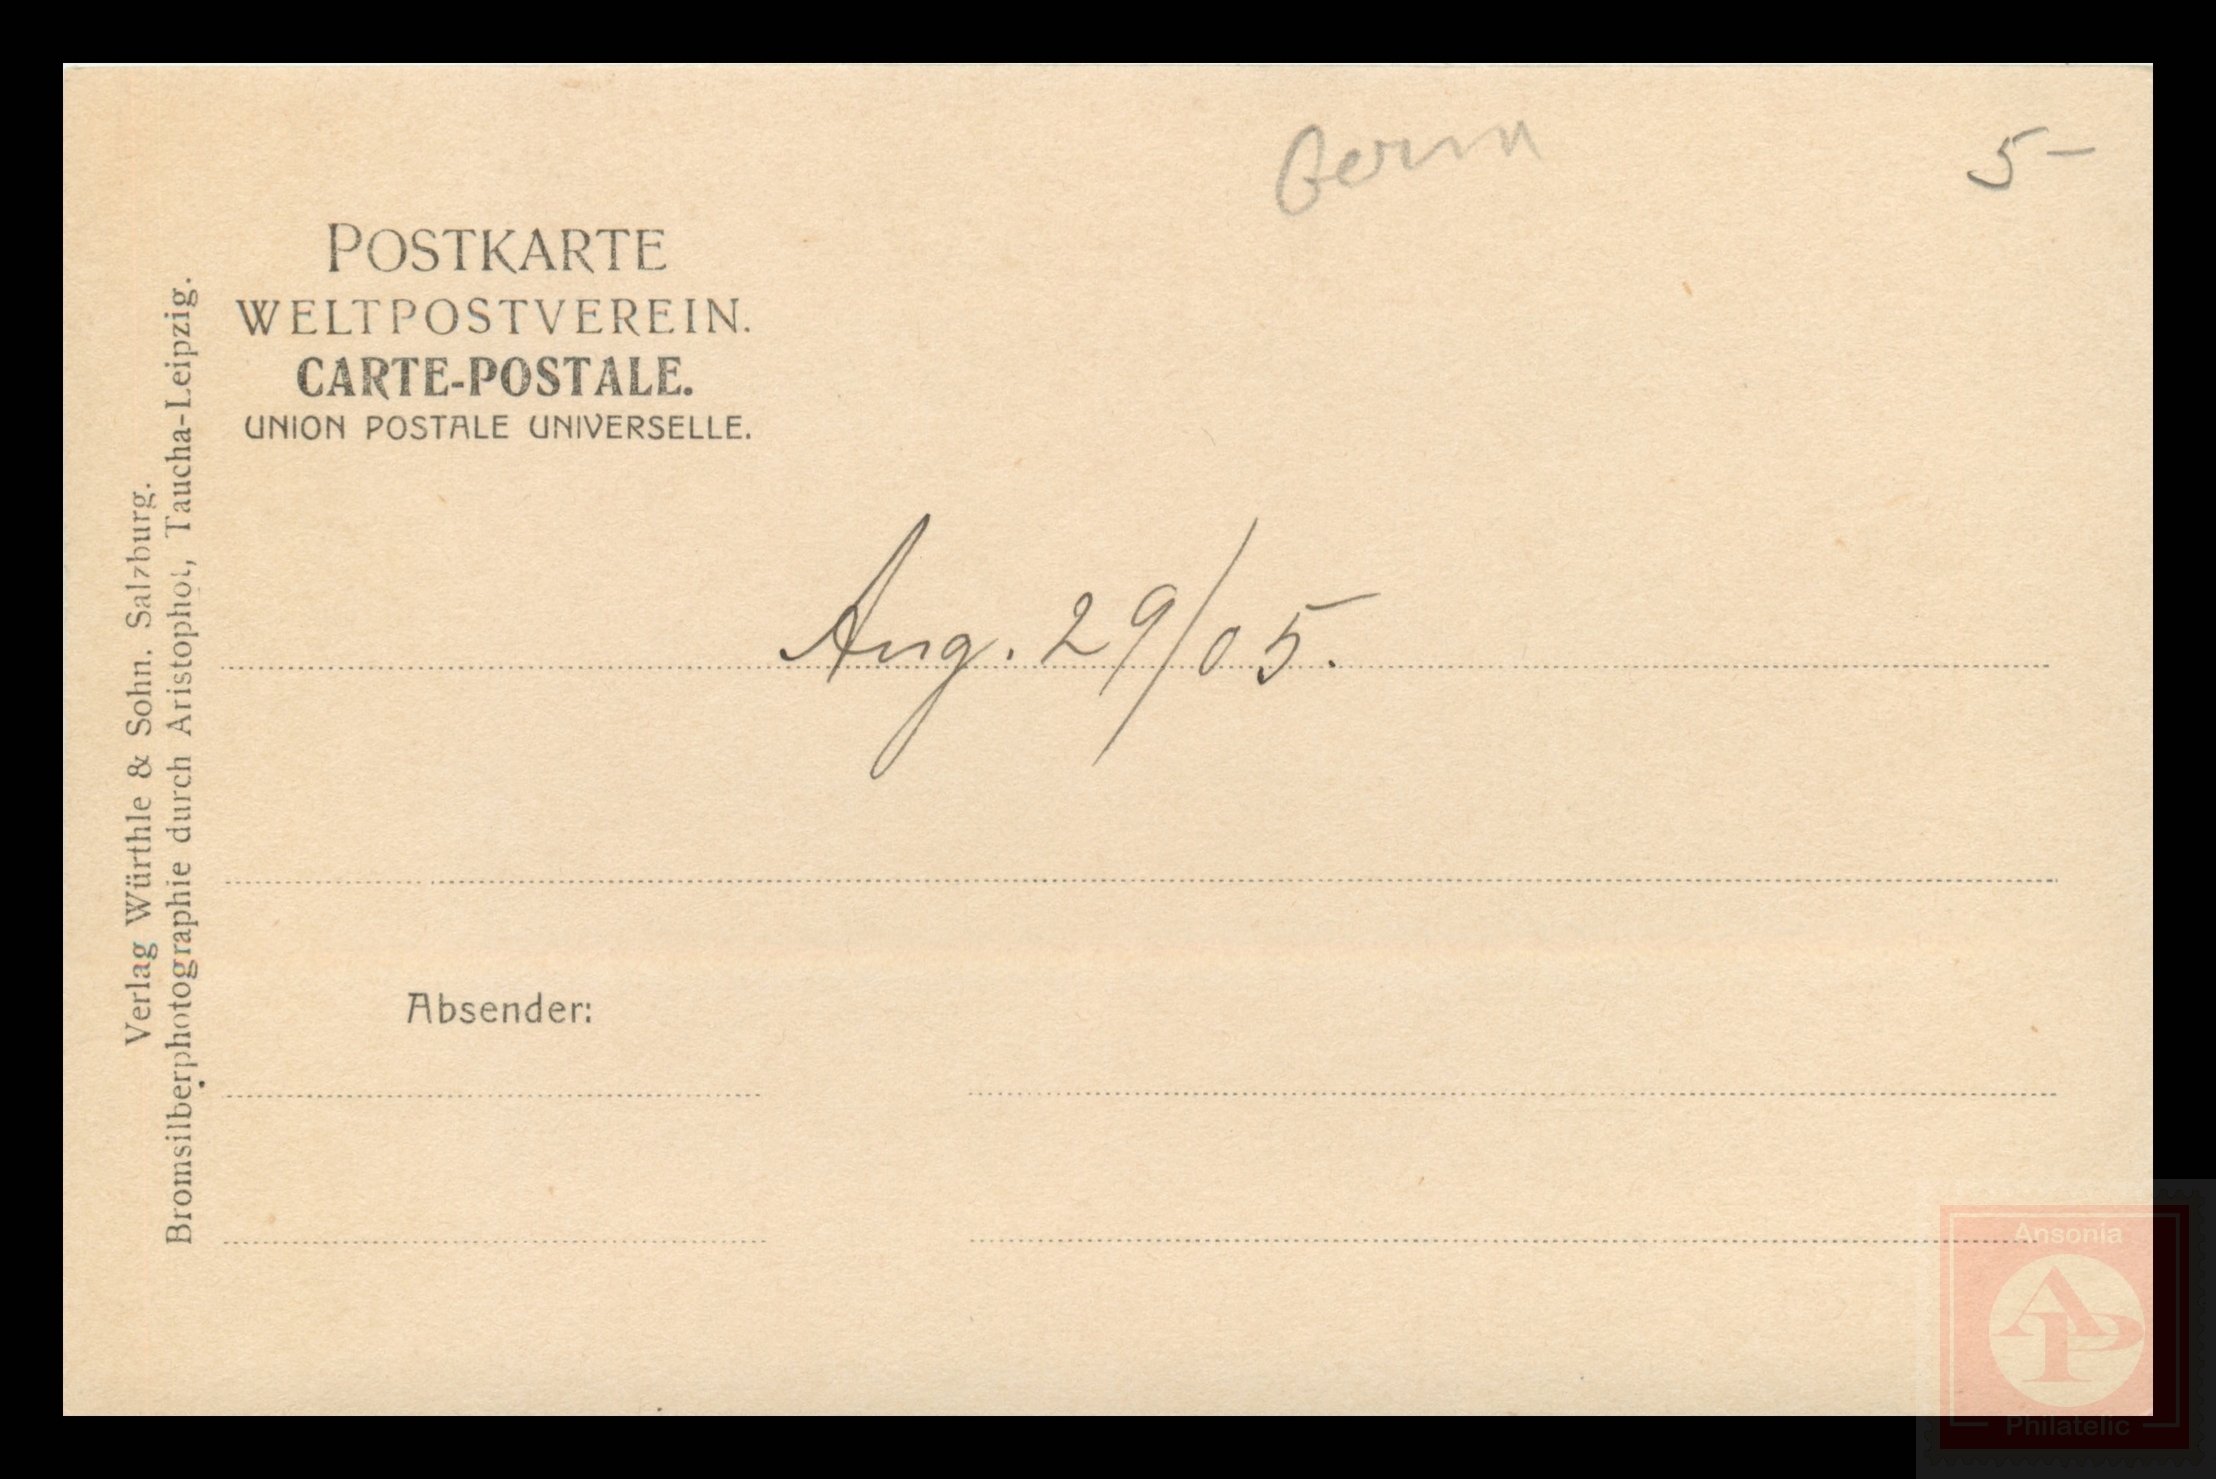 Germ
5-
POSTKARTE
WELTPOSTVEREIN.
CARTE-POSTALE.
UNION POSTALE UNIVERSELLE.
Verlag Würthle & Sohn. Salzburg.
Bromsilberphotographie durch Aristophot, Taucha-Leipzig.
Aug. 29/05.
Absender:
Ansonia
AP
Philatelic